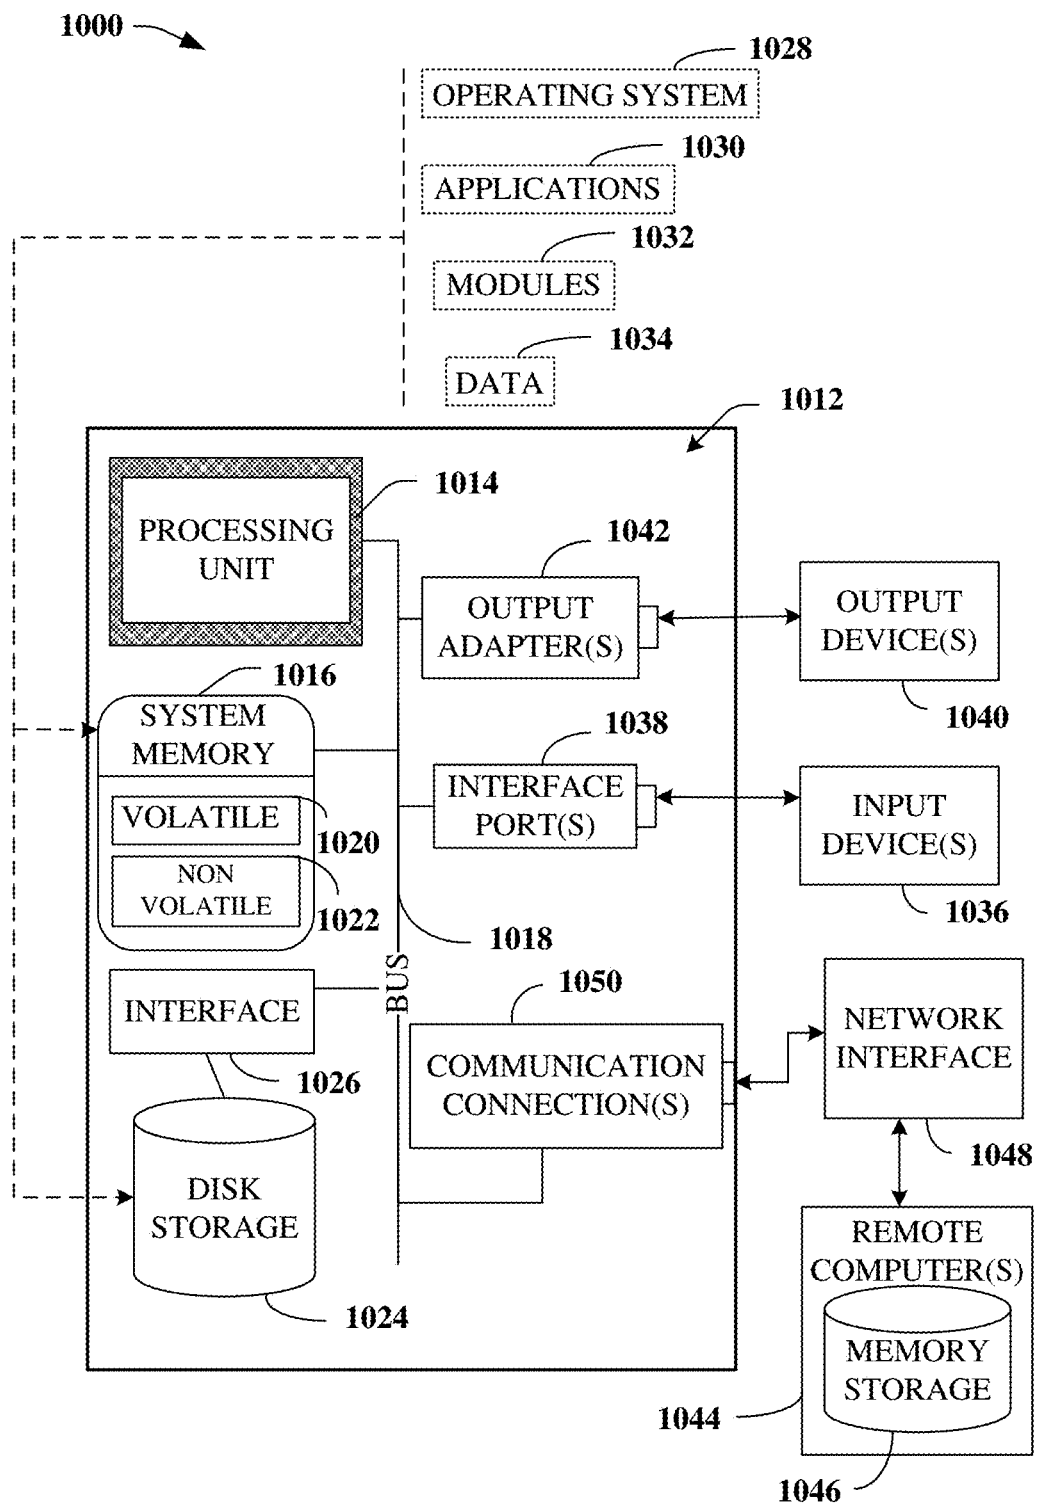 1000
1028
OPERATING SYSTEM
1030
APPLICATIONS
1032
MODULES
1034
DATA
1012
1014
PROCESSING
UNIT
1042
OUTPUT
ADAPTER(S)
OUTPUT
DEVICE(S)
1040
1016
SYSTEM
MEMORY
VOLATILE
1020
NON
VOLATILE
1022
1038
INTERFACE
PORT(S)
INPUT
DEVICE(S)
1036
1018
BUS
INTERFACE
1026
1050
COMMUNICATION
CONNECTION(S)
NETWORK
INTERFACE
1048
DISK
STORAGE
1024
REMOTE
COMPUTER(S)
MEMORY
STORAGE
1044
1046